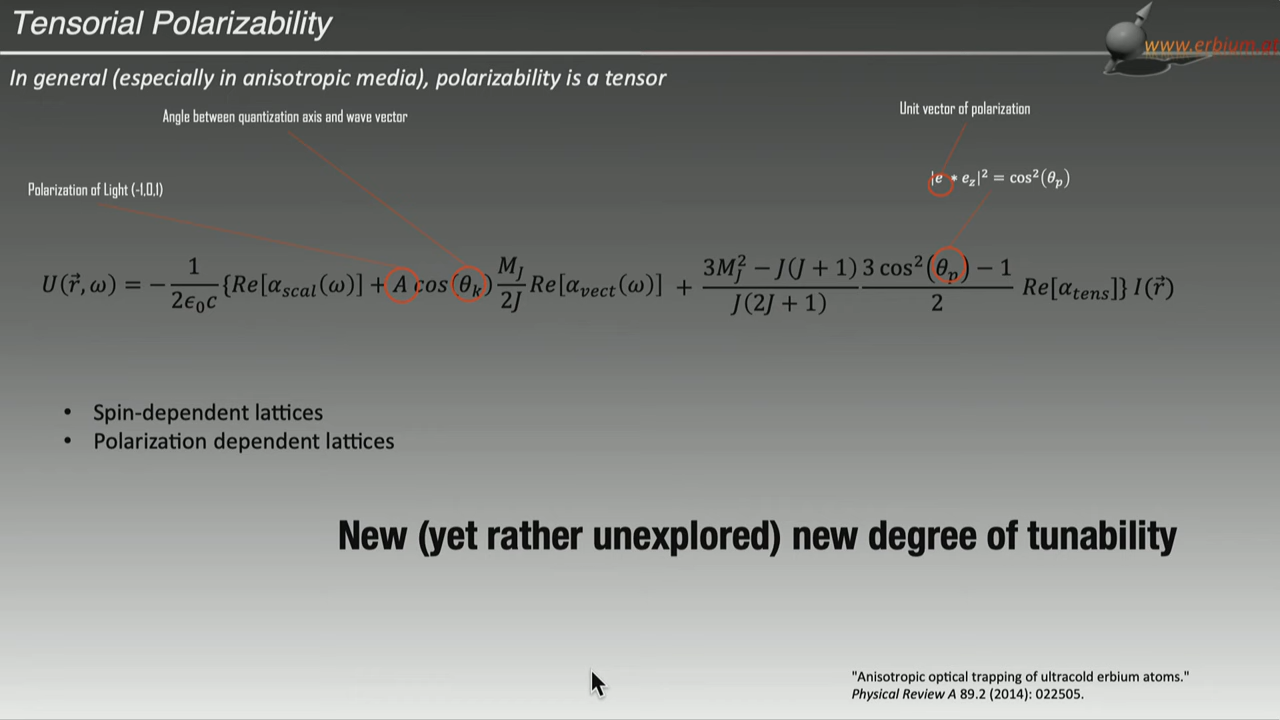 Tensorial Polarizability
www.erbium.at
In general (especially in anisotropic media), polarizability is a tensor
Angle between quantization axis and wave vector
Unit vector of polarization
Polarization of Light (-1,0,1)
|e * e_z|² = cos²(θ_p)
U(r⃗, ω) = − 1/(2ϵ₀c) {Re[α_scal(ω)] + A cos(θ_k) M_J/(2J) Re[α_vect(ω)] + (3M_J² − J(J + 1))/(J(2J + 1)) (3 cos²(θ_p) − 1)/2 Re[α_tens]} I(r⃗)
• Spin-dependent lattices
• Polarization dependent lattices
New (yet rather unexplored) new degree of tunability
"Anisotropic optical trapping of ultracold erbium atoms."
Physical Review A 89.2 (2014): 022505.